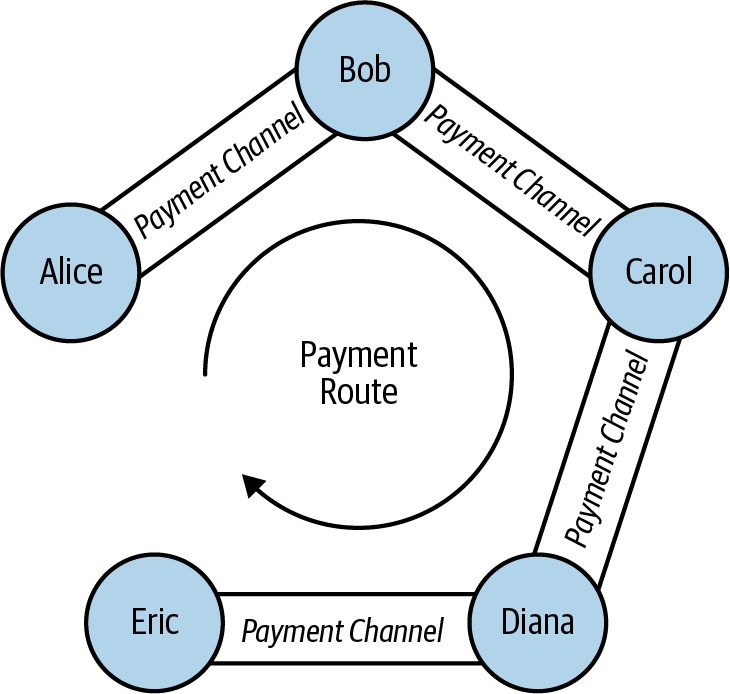 Bob
Payment Channel
Payment Channel
Alice
Carol
Payment
Route
Payment Channel
Eric
Payment Channel
Diana